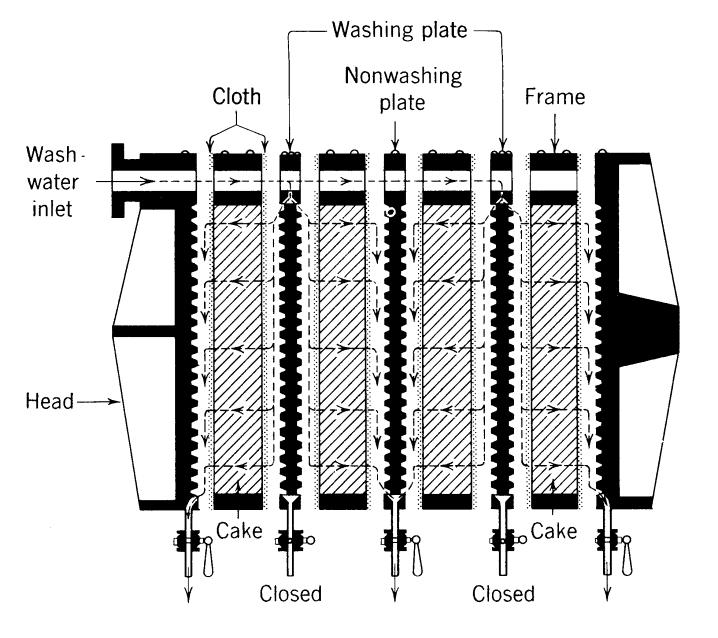 Washing plate
Nonwashing
plate
Cloth
Frame
Wash-
water
inlet
Head
Cake
Cake
Closed
Closed